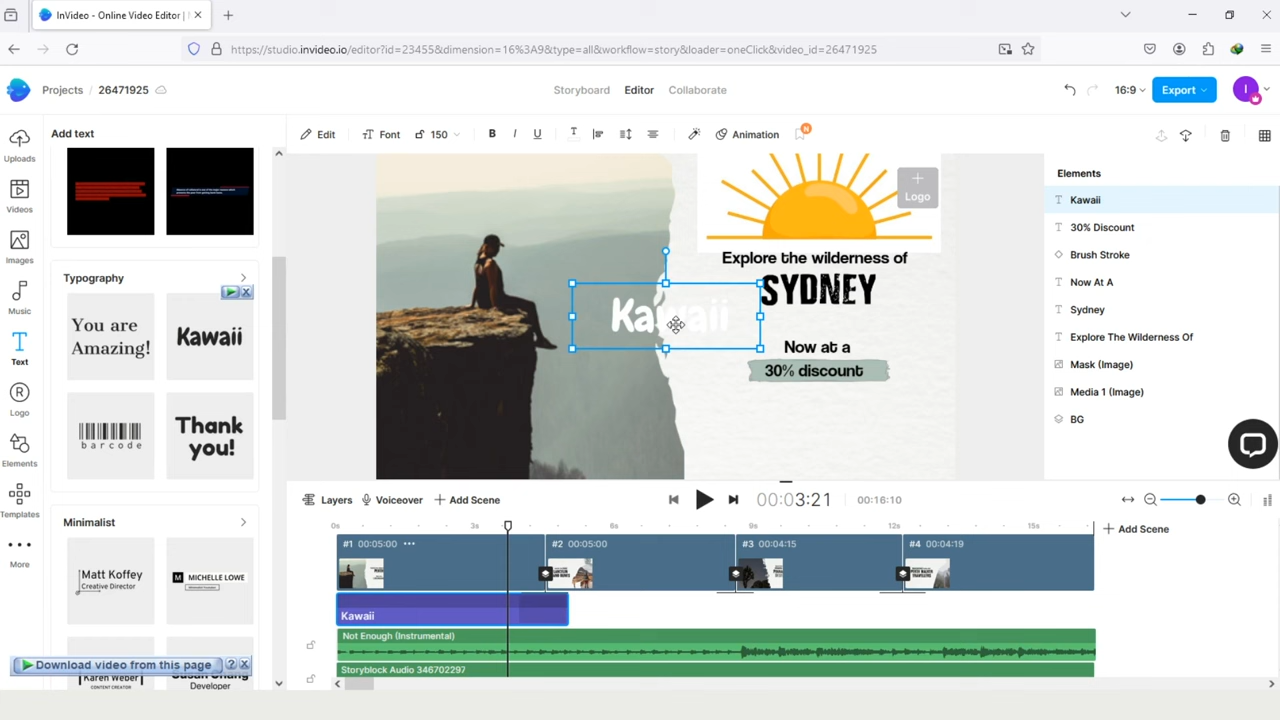 InVideo - Online Video Editor |
https://studio.invideo.io/editor?id=23455&dimension=16%3A9&type=all&workflow=story&loader=oneClick&video_id=26471925
Projects
26471925
Storyboard
Editor
Collaborate
16:9
Export
I
Uploads
Videos
Images
Music
Text
Logo
Elements
Templates
More
Add text
Typography
You are
Amazing!
Kawaii
barcode
Thank
you!
Minimalist
Matt Koffey
Creative Director
M MICHELLE LOWE
Karen Weber
CONTENT CREATOR
Susan Chang
Developer
Download video from this page
?
Edit
Font
150
B
I
U
T
Animation
N
Logo
Explore the wilderness of
SYDNEY
Kawaii
Now at a
30% discount
Elements
Kawaii
30% Discount
Brush Stroke
Now At A
Sydney
Explore The Wilderness Of
Mask (Image)
Media 1 (Image)
BG
Layers
Voiceover
Add Scene
00:03:21
00:16:10
0s
3s
6s
9s
12s
15s
#1 00:05:00
#2 00:05:00
#3 00:04:15
#4 00:04:19
Add Scene
Kawaii
Not Enough (Instrumental)
Storyblock Audio 346702297